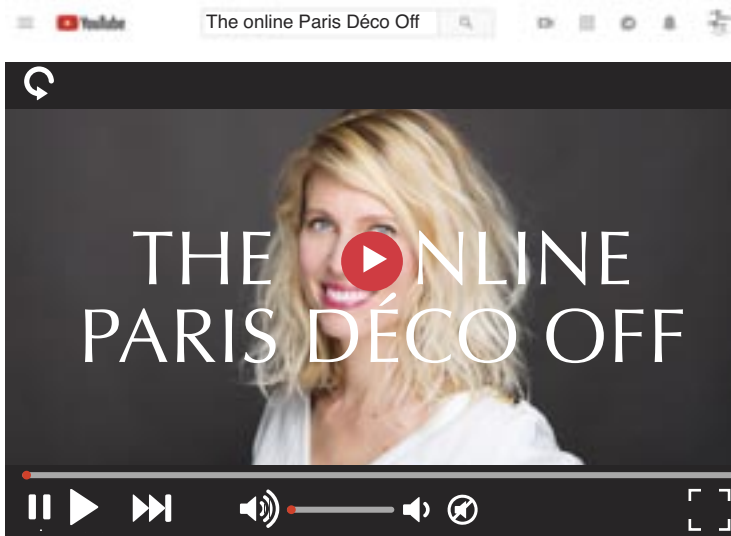 YouTube
The online Paris Déco Off
THE ONLINE
PARIS DÉCO OFF